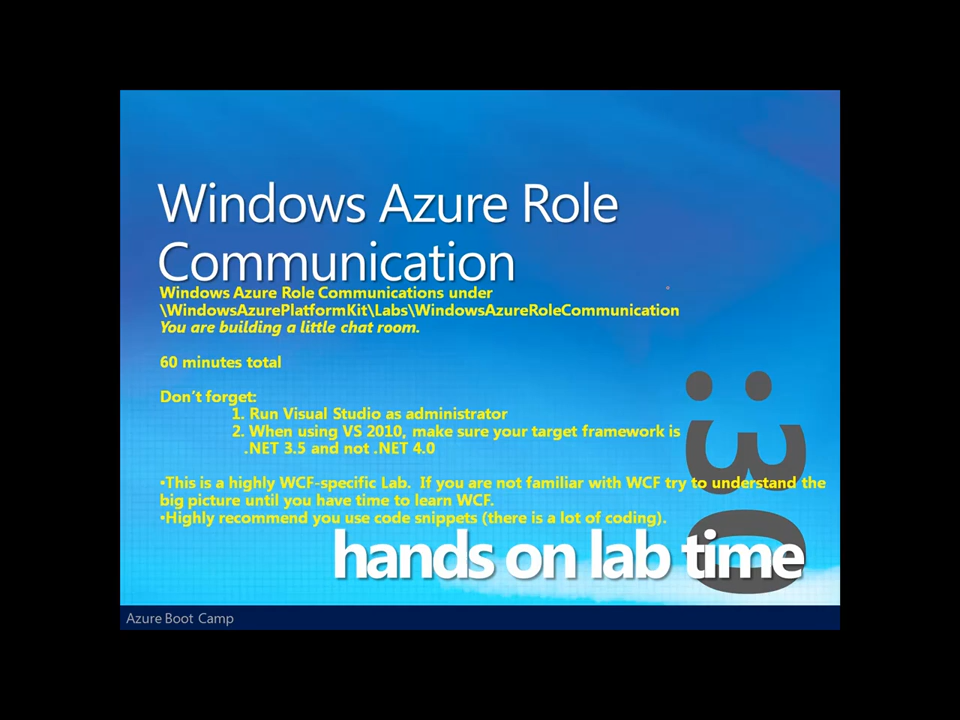 Windows Azure Role
Communication
Windows Azure Role Communications under
\WindowsAzurePlatformKit\Labs\WindowsAzureRoleCommunication
You are building a little chat room.
60 minutes total
Don't forget:
1. Run Visual Studio as administrator
2. When using VS 2010, make sure your target framework is
.NET 3.5 and not .NET 4.0
•This is a highly WCF-specific Lab. If you are not familiar with WCF try to understand the
big picture until you have time to learn WCF.
•Highly recommend you use code snippets (there is a lot of coding).
:30
hands on lab time
Azure Boot Camp